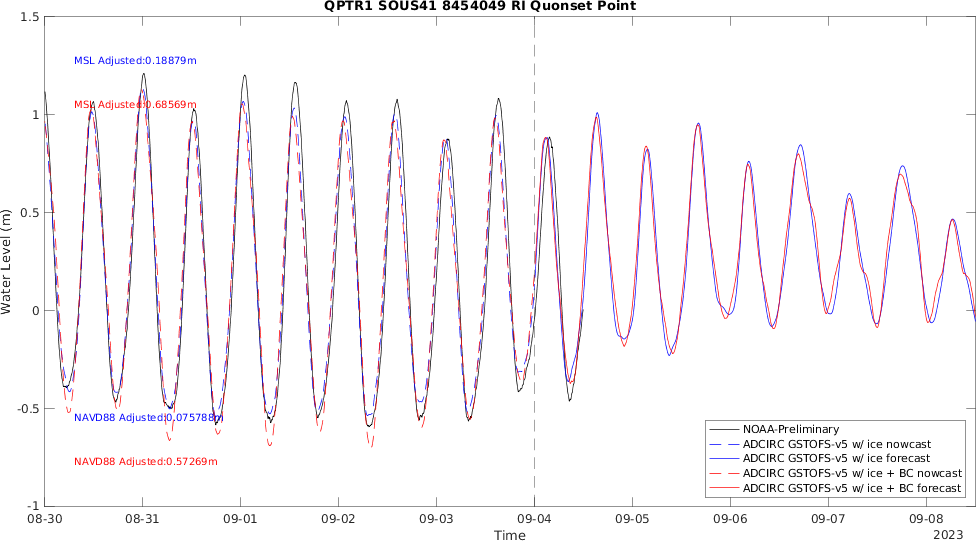 QPTR1 SOUS41 8454049 RI Quonset Point
1.5
MSL Adjusted:0.18879m
MSL Adjusted:0.68569m
1
0.5
Water Level (m)
0
-0.5
NAVD88 Adjusted:0.075788m
NAVD88 Adjusted:0.57269m
-1
NOAA-Preliminary
ADCIRC GSTOFS-v5 w/ ice nowcast
ADCIRC GSTOFS-v5 w/ ice forecast
ADCIRC GSTOFS-v5 w/ ice + BC nowcast
ADCIRC GSTOFS-v5 w/ ice + BC forecast
08-30 08-31 09-01 09-02 09-03 09-04 09-05 09-06 09-07 09-08
Time
2023